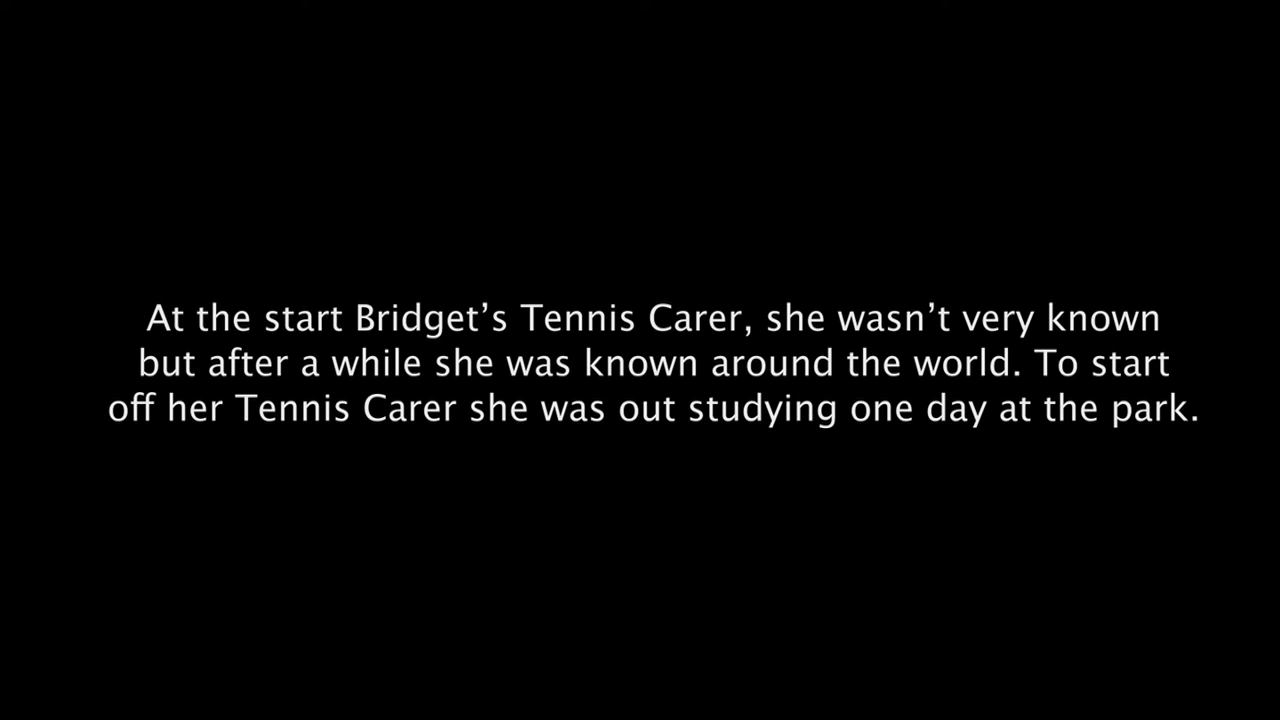 At the start Bridget’s Tennis Carer, she wasn’t very known
but after a while she was known around the world. To start
off her Tennis Carer she was out studying one day at the park.